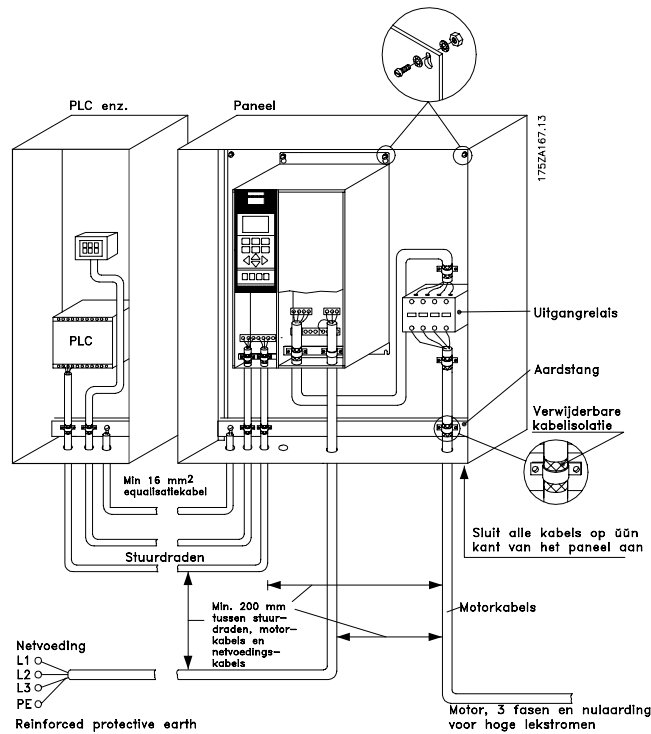 PLC enz.
Paneel
175ZA167.13
PLC
Uitgangrelais
Aardstang
Verwijderbare
kabelisolatie
Min 16 mm2
equalisatiekabel
Stuurdraden
Sluit alle kabels op üün
kant van het paneel aan
Min. 200 mm
tussen stuur-
draden, motor-
kabels en
netvoedings-
kabels
Motorkabels
Netvoeding
L1
L2
L3
PE
Reinforced protective earth
Motor, 3 fasen en nulaarding
voor hoge lekstromen